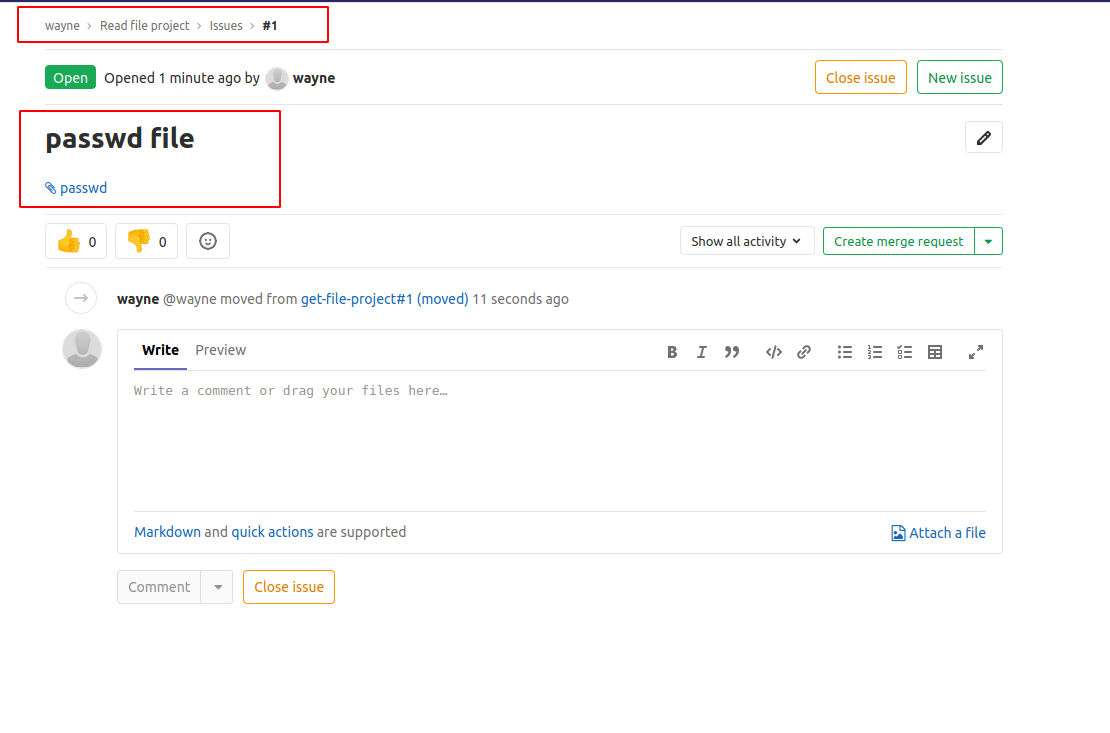 wayne › Read file project › Issues › #1
Open Opened 1 minute ago by wayne Close issue New issue
passwd file
passwd
👍 0 👎 0 Show all activity Create merge request
wayne @wayne moved from get-file-project#1 (moved) 11 seconds ago
Write Preview
Write a comment or drag your files here…
Markdown and quick actions are supported Attach a file
Comment Close issue